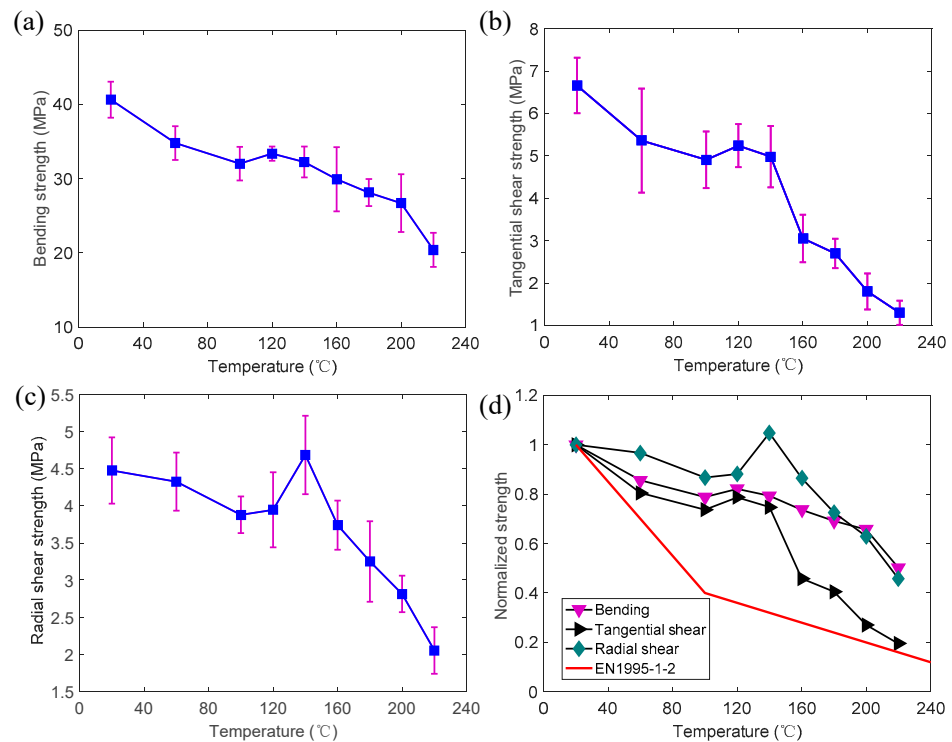 (a)
50
40
30
20
10
Bending strength (MPa)
0 40 80 120 160 200 240
Temperature (℃)
(b)
8
7
6
5
4
3
2
1
Tangential shear strength (MPa)
0 40 80 120 160 200 240
Temperature (℃)
(c)
5.5
5
4.5
4
3.5
3
2.5
2
1.5
Radial shear strength (MPa)
0 40 80 120 160 200 240
Temperature (℃)
(d)
1.2
1
0.8
0.6
0.4
0.2
0
Normalized strength
Bending
Tangential shear
Radial shear
EN1995-1-2
0 40 80 120 160 200 240
Temperature (℃)